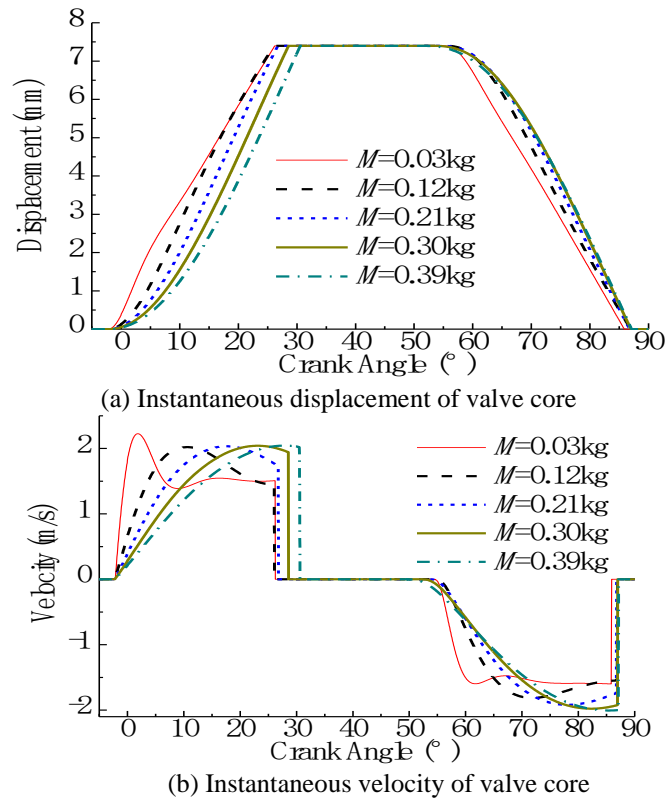 8
7
6
5
4
3
2
1
0
Displacement (mm)
M=0.03kg
M=0.12kg
M=0.21kg
M=0.30kg
M=0.39kg
0 10 20 30 40 50 60 70 80 90
Crank Angle (°)
(a) Instantaneous displacement of valve core
2
1
0
-1
-2
Velocity (m/s)
M=0.03kg
M=0.12kg
M=0.21kg
M=0.30kg
M=0.39kg
0 10 20 30 40 50 60 70 80 90
Crank Angle (°)
(b) Instantaneous velocity of valve core